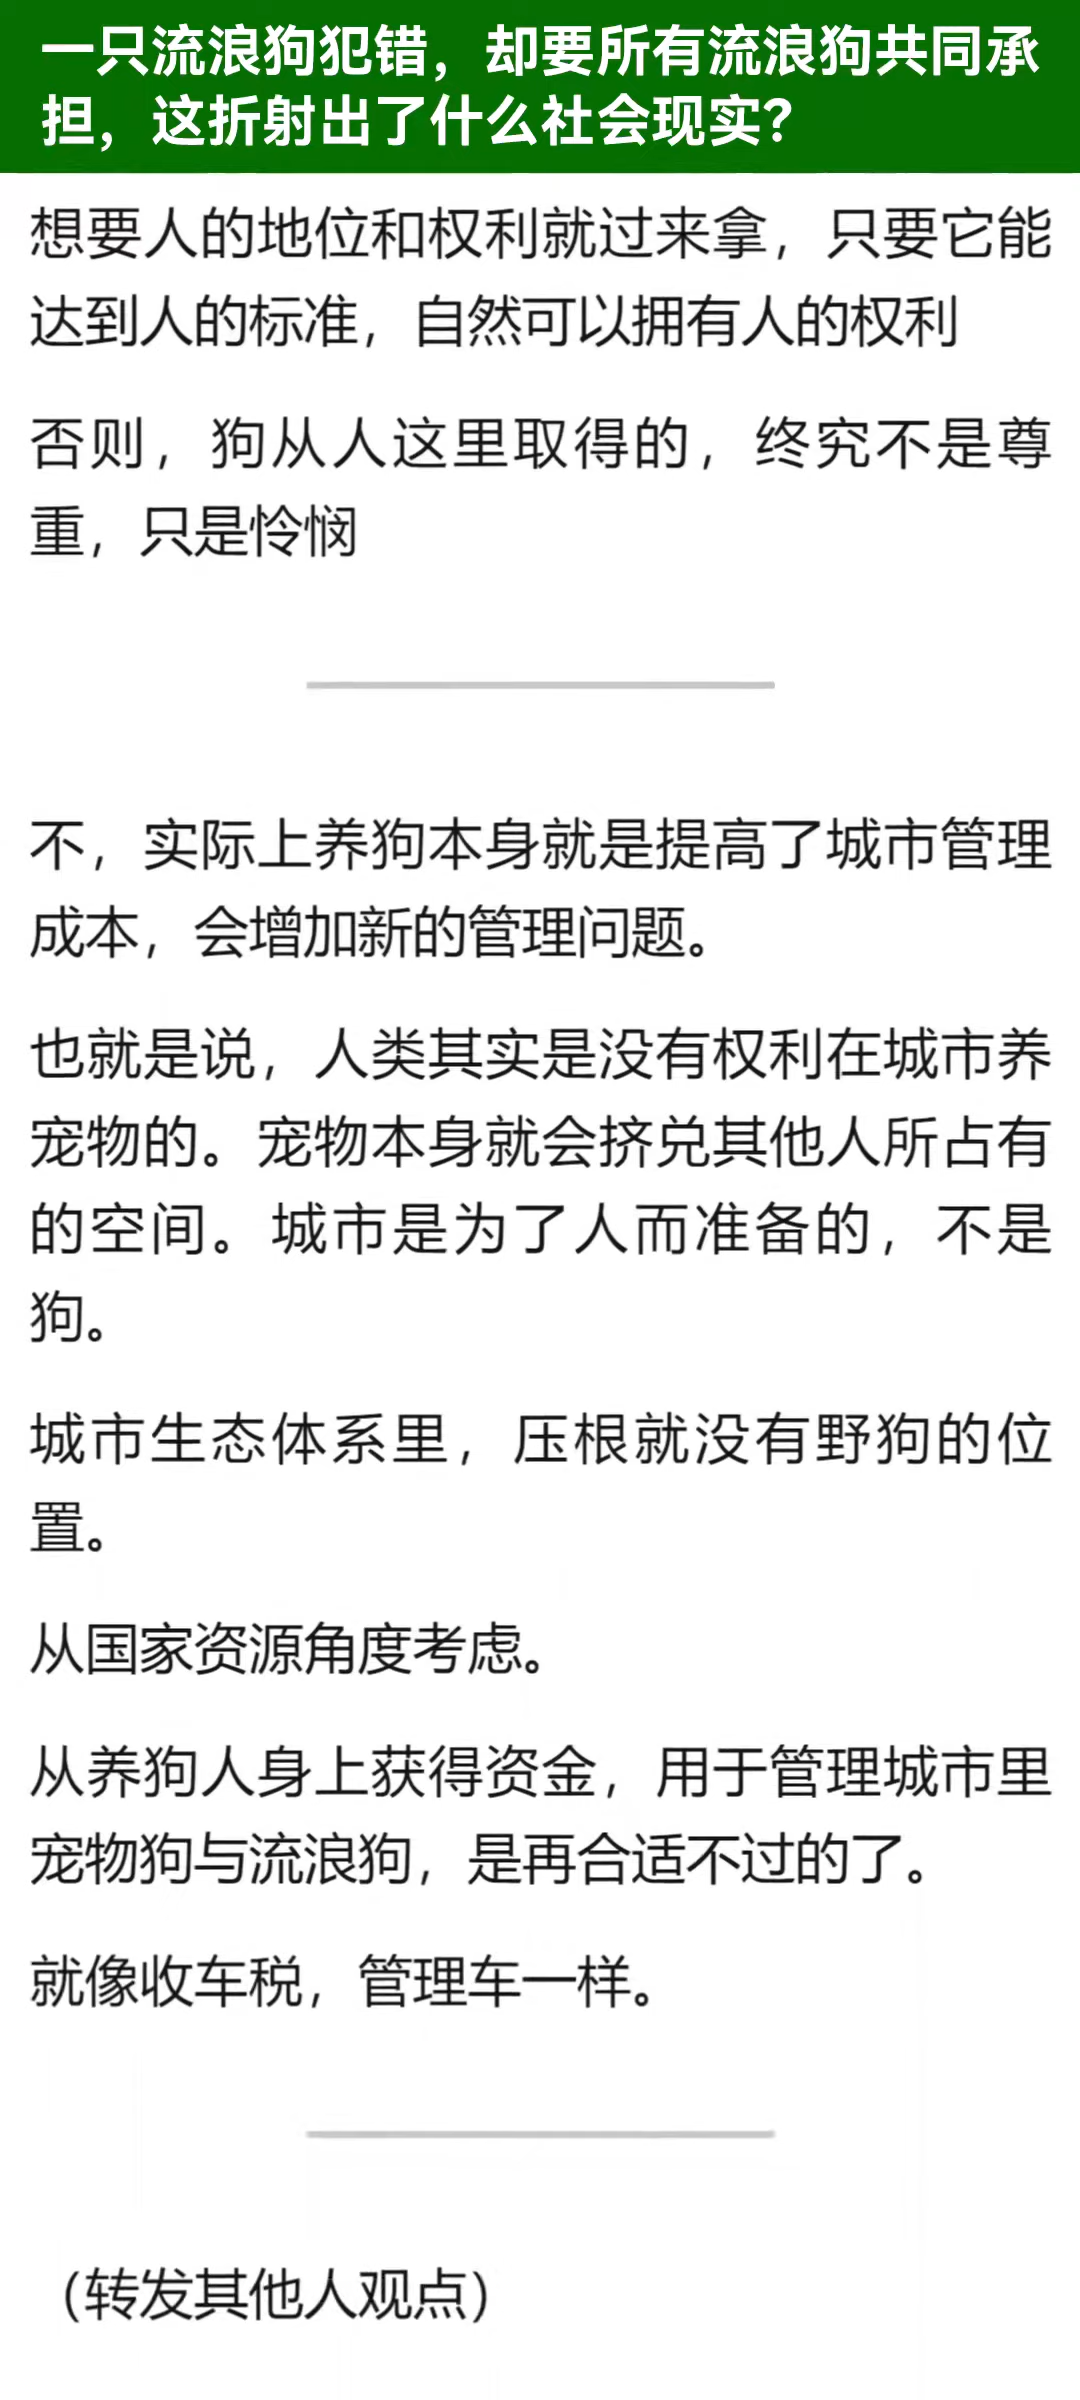 一只流浪狗犯错，却要所有流浪狗共同承
担，这折射出了什么社会现实？
想要人的地位和权利就过来拿，只要它能
达到人的标准，自然可以拥有人的权利
否则，狗从人这里取得的，终究不是尊
重，只是怜悯
不，实际上养狗本身就是提高了城市管理
成本，会增加新的管理问题。
也就是说，人类其实是没有权利在城市养
宠物的。宠物本身就会挤兑其他人所占有
的空间。城市是为了人而准备的，不是
狗。
城市生态体系里，压根就没有野狗的位
置。
从国家资源角度考虑。
从养狗人身上获得资金，用于管理城市里
宠物狗与流浪狗，是再合适不过的了。
就像收车税，管理车一样。
（转发其他人观点）